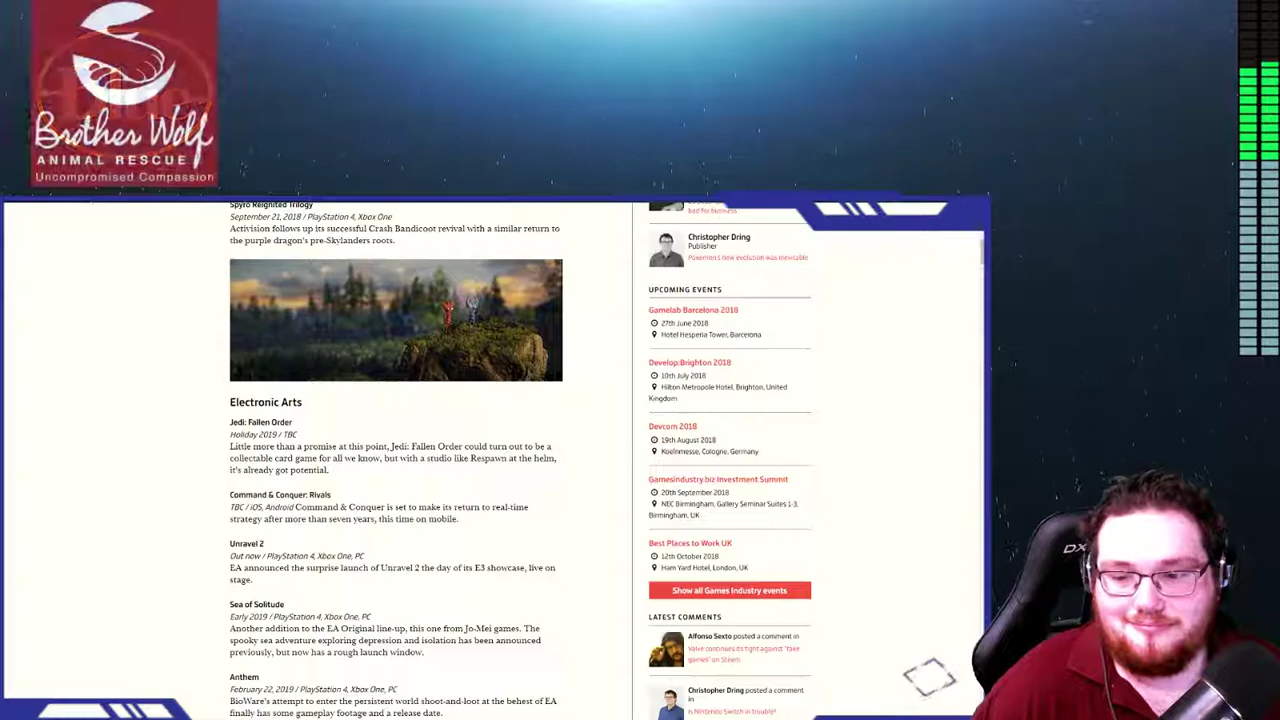 Brother Wolf
ANIMAL RESCUE
Uncompromised Compassion
Spyro Reignited Trilogy
September 21, 2018 / PlayStation 4, Xbox One
Activision follows up its successful Crash Bandicoot revival with a similar return to
the purple dragon's pre-Skylanders roots.
Electronic Arts
Jedi: Fallen Order
Holiday 2019 / TBC
Little more than a promise at this point, Jedi: Fallen Order could turn out to be a
collectable card game for all we know, but with a studio like Respawn at the helm,
it's already got potential.
Command & Conquer: Rivals
TBC / iOS, Android Command & Conquer is set to make its return to real-time
strategy after more than seven years, this time on mobile.
Unravel 2
Out now / PlayStation 4, Xbox One, PC
EA announced the surprise launch of Unravel 2 the day of its E3 showcase, live on
stage.
Sea of Solitude
Early 2019 / PlayStation 4, Xbox One, PC
Another addition to the EA Original line-up, this one from Jo-Mei games. The
spooky sea adventure exploring depression and isolation has been announced
previously, but now has a rough launch window.
Anthem
February 22, 2019 / PlayStation 4, Xbox One, PC
BioWare's attempt to enter the persistent world shoot-and-loot at the behest of EA
finally has some gameplay footage and a release date.
bad for business
Christopher Dring
Publisher
Pokemon's new evolution was inevitable
UPCOMING EVENTS
Gamelab Barcelona 2018
27th June 2018
Hotel Hesperia Tower, Barcerona
Develop:Brighton 2018
10th July 2018
Hilton Metropole Hotel, Brighton, United
Kingdom
Devcom 2018
19th August 2018
Koelnmesse, Cologne, Germany
GamesIndustry.biz Investment Summit
20th September 2018
NEC Birmingham, Gallery Seminar Suites 1-3,
Birmingham, UK
Best Places to Work UK
12th October 2018
Ham Yard Hotel, London, UK
Show all Games Industry events
LATEST COMMENTS
Alfonso Sexto posted a comment in
Valve continues its fight against "fake
games" on Steam
Christopher Dring posted a comment
in
Is Nintendo Switch in trouble?
DX